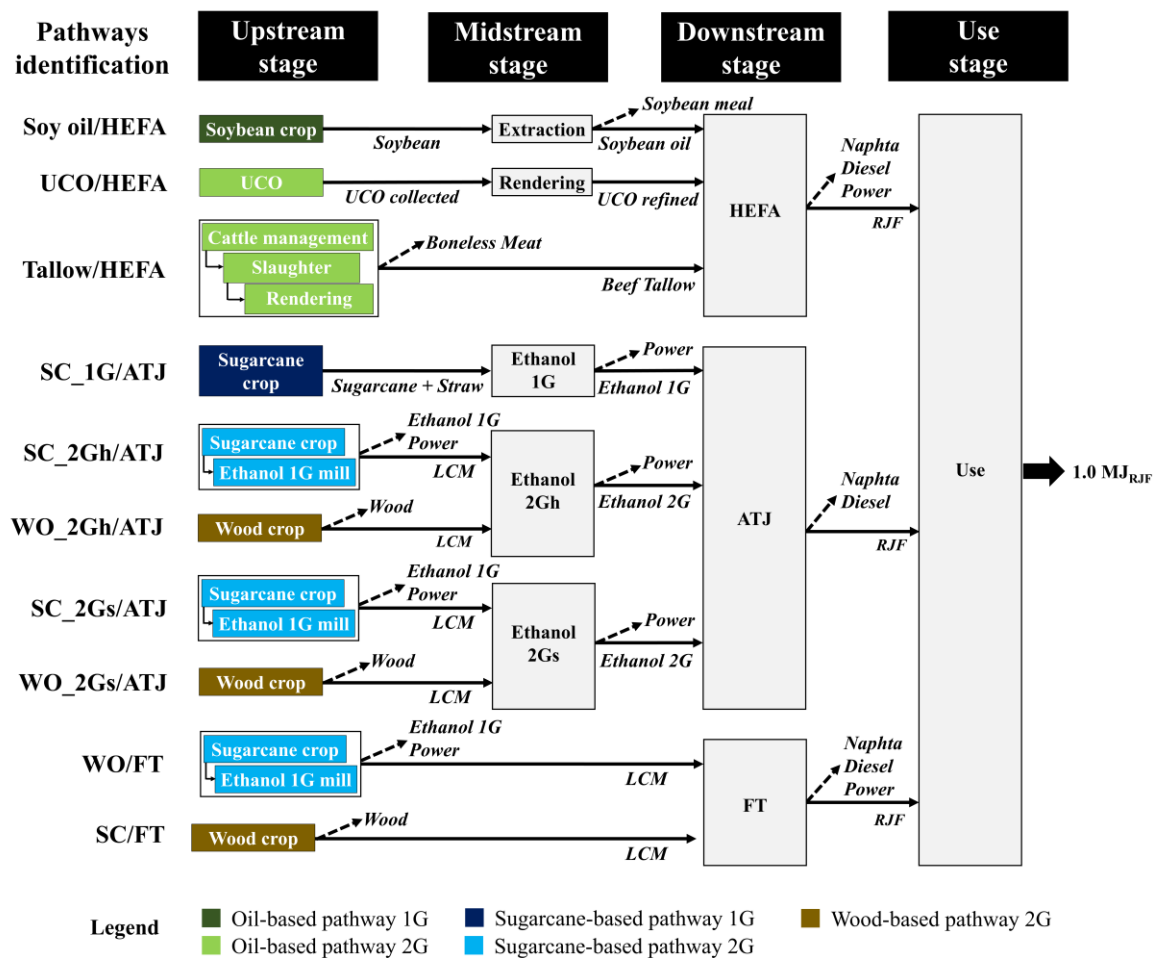 Pathways
identification
Upstream
stage
Midstream
stage
Downstream
stage
Use
stage
Soy oil/HEFA
Soybean crop
Soybean
Extraction
Soybean meal
Soybean oil
UCO/HEFA
UCO
UCO collected
Rendering
UCO refined
HEFA
Naphta
Diesel
Power
RJF
Tallow/HEFA
Cattle management
Slaughter
Rendering
Boneless Meat
Beef Tallow
SC_1G/ATJ
Sugarcane
crop
Sugarcane + Straw
Ethanol
1G
Power
Ethanol 1G
SC_2Gh/ATJ
Sugarcane crop
Ethanol 1G mill
Ethanol 1G
Power
LCM
Ethanol
2Gh
Power
Ethanol 2G
WO_2Gh/ATJ
Wood crop
Wood
LCM
ATJ
Naphta
Diesel
RJF
Use
1.0 MJRJF
SC_2Gs/ATJ
Sugarcane crop
Ethanol 1G mill
Ethanol 1G
Power
LCM
Ethanol
2Gs
Power
Ethanol 2G
WO_2Gs/ATJ
Wood crop
Wood
LCM
WO/FT
Sugarcane crop
Ethanol 1G mill
Ethanol 1G
Power
LCM
FT
Naphta
Diesel
Power
RJF
SC/FT
Wood crop
Wood
LCM
Legend
Oil-based pathway 1G
Sugarcane-based pathway 1G
Wood-based pathway 2G
Oil-based pathway 2G
Sugarcane-based pathway 2G